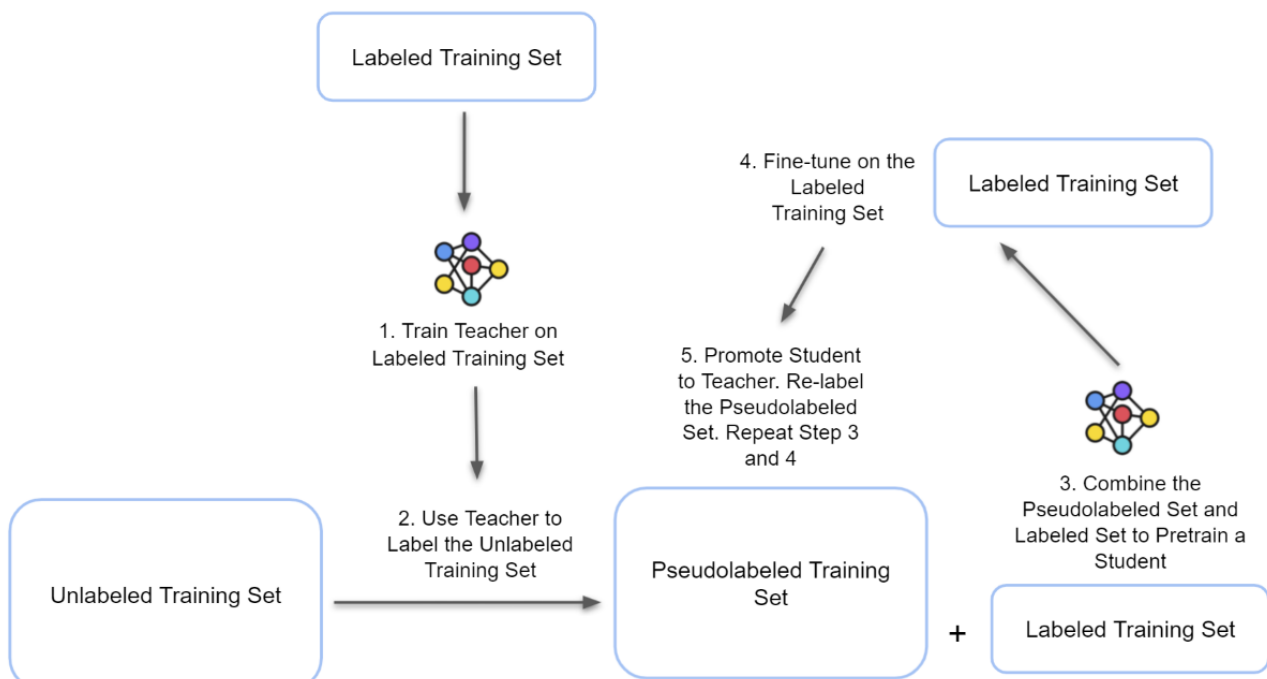 Labeled Training Set
1. Train Teacher on
Labeled Training Set
2. Use Teacher to
Label the Unlabeled
Training Set
Unlabeled Training Set
Pseudolabeled Training
Set
+
Labeled Training Set
3. Combine the
Pseudolabeled Set and
Labeled Set to Pretrain a
Student
4. Fine-tune on the
Labeled
Training Set
Labeled Training Set
5. Promote Student
to Teacher. Re-label
the Pseudolabeled
Set. Repeat Step 3
and 4